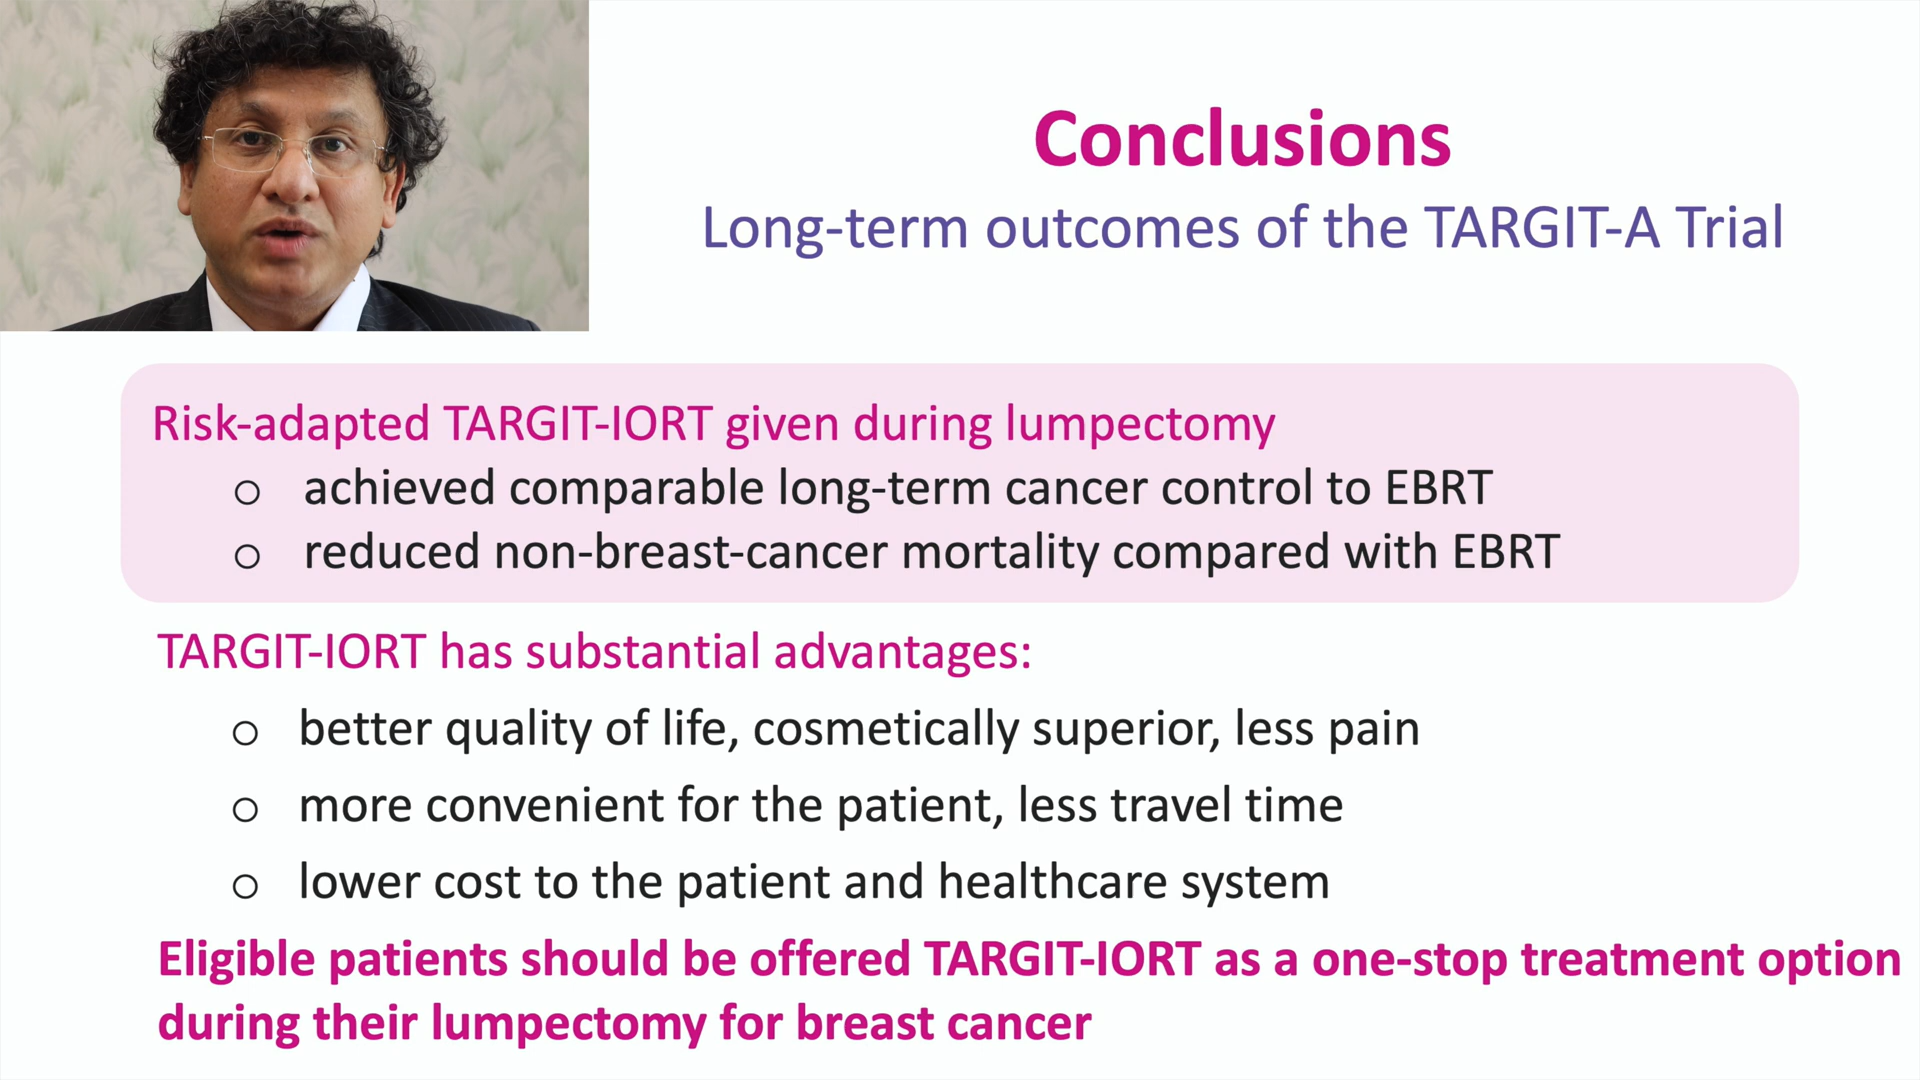 Conclusions
Long-term outcomes of the TARGIT-A Trial
Risk-adapted TARGIT-IORT given during lumpectomy
o achieved comparable long-term cancer control to EBRT
o reduced non-breast-cancer mortality compared with EBRT
TARGIT-IORT has substantial advantages:
o better quality of life, cosmetically superior, less pain
o more convenient for the patient, less travel time
o lower cost to the patient and healthcare system
Eligible patients should be offered TARGIT-IORT as a one-stop treatment option
during their lumpectomy for breast cancer